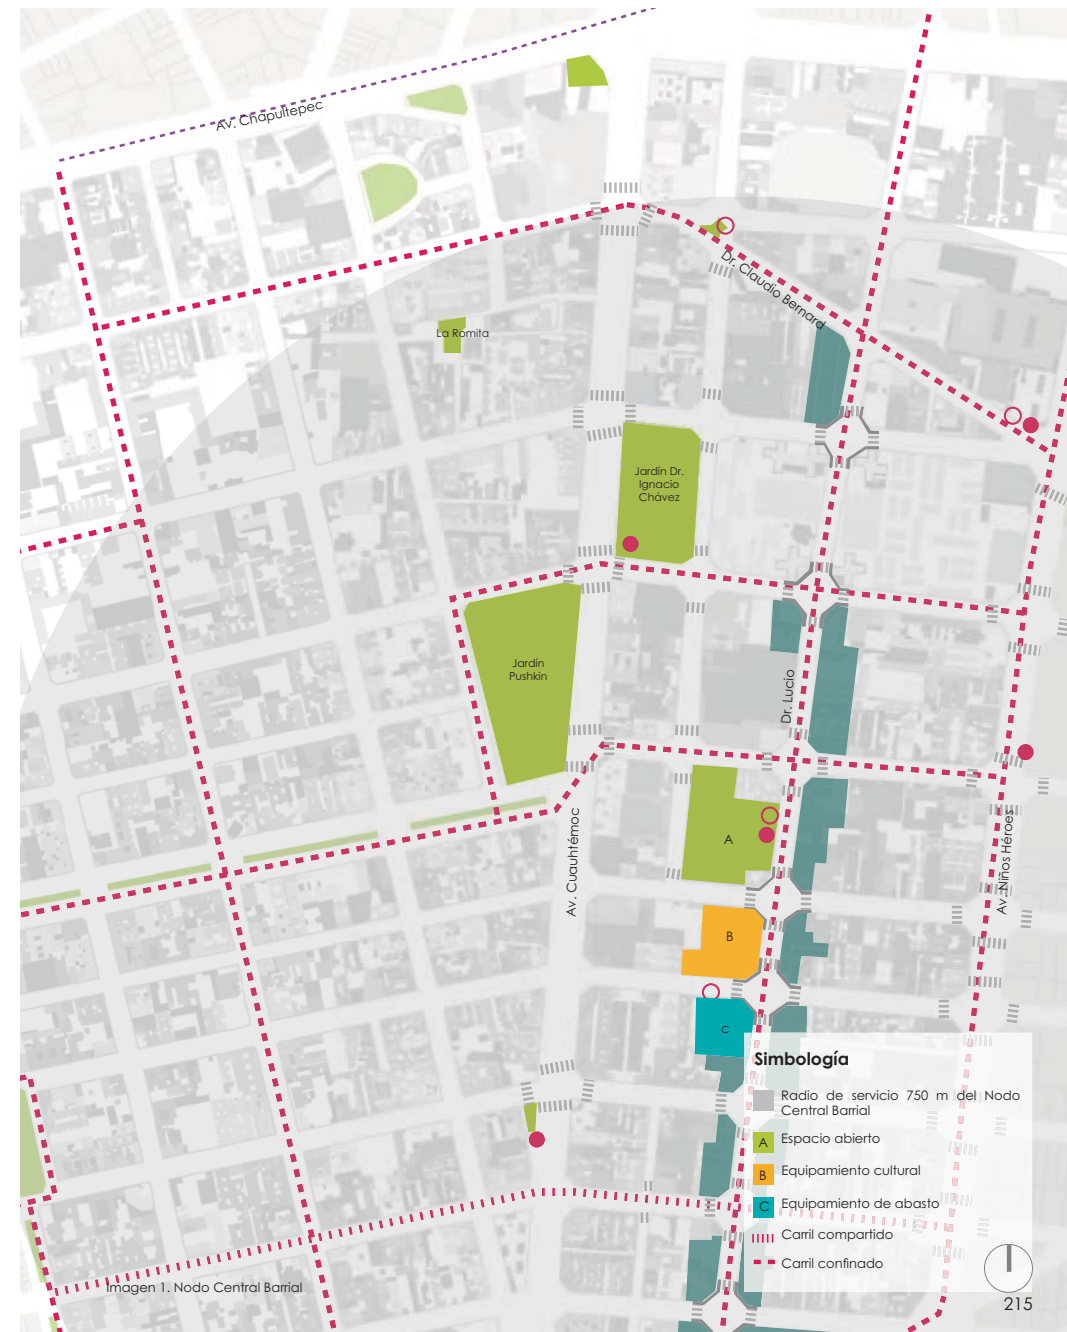 Av. Chapultepec
Dr. Claudio Bernard
La Romita
Jardín Dr.
Ignacio
Chávez
Jardín
Pushkin
Dr. Lucio
Av. Cuauhtémoc
A
Av. Niños Héroes
B
C
Simbología
Radio de servicio 750 m del Nodo
Central Barrial
A Espacio abierto
B Equipamiento cultural
C Equipamiento de abasto
Carril compartido
Carril confinado
Imagen 1. Nodo Central Barrial
215